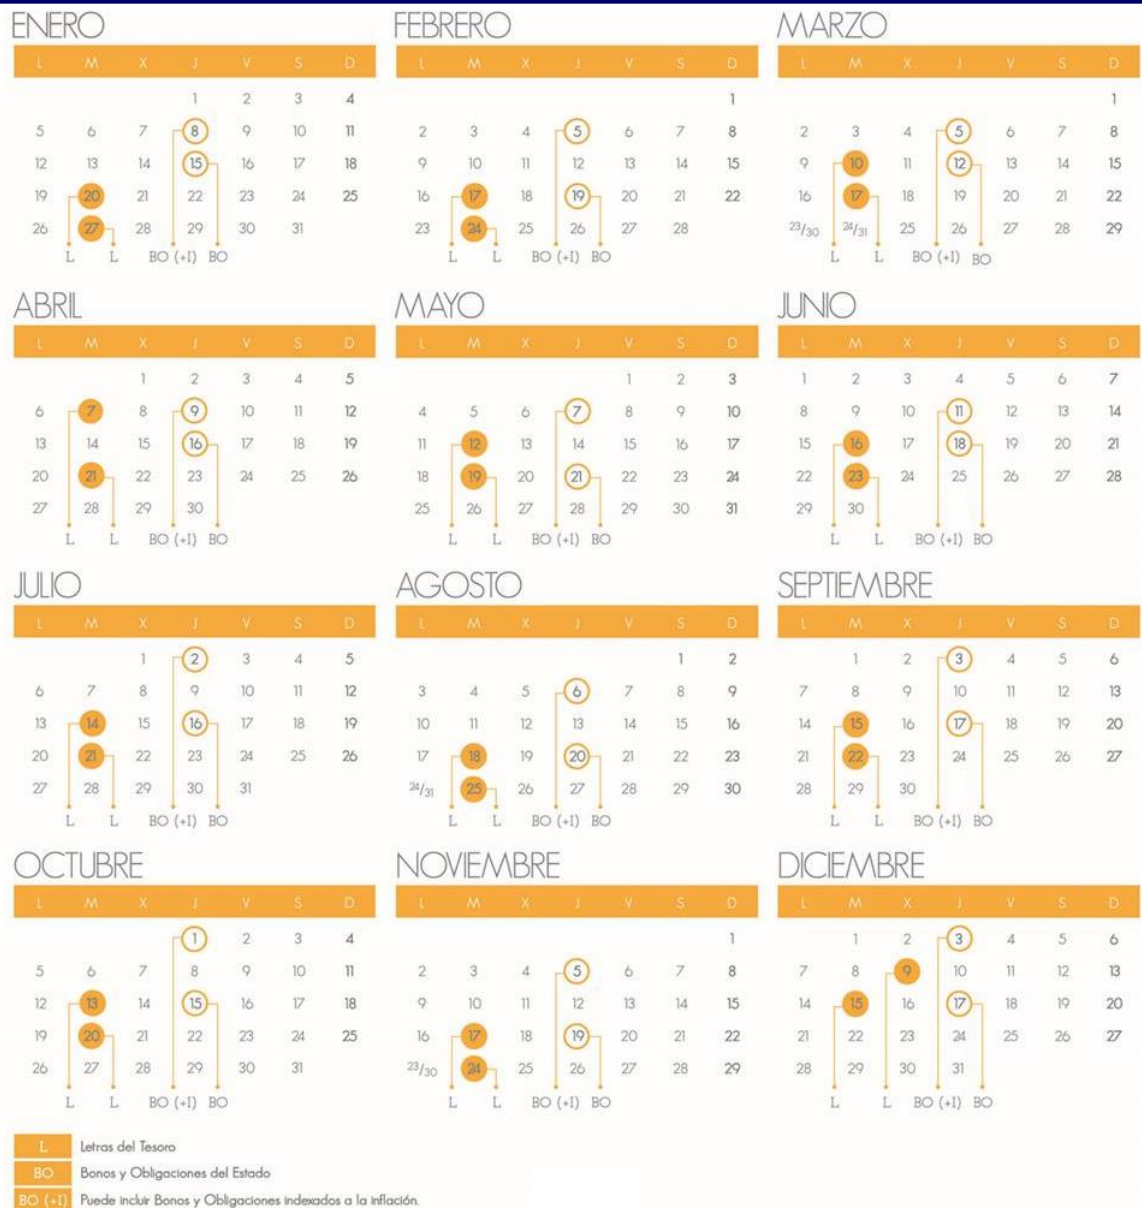 ENERO
L M X J V S D
1 2 3 4
5 6 7 8 9 10 11
12 13 14 15 16 17 18
19 20 21 22 23 24 25
26 27 28 29 30 31
L L BO (+I) BO
FEBRERO
L M X J V S D
1
2 3 4 5 6 7 8
9 10 11 12 13 14 15
16 17 18 19 20 21 22
23 24 25 26 27 28
L L BO (+I) BO
MARZO
L M X J V S D
1
2 3 4 5 6 7 8
9 10 11 12 13 14 15
16 17 18 19 20 21 22
23/30 24/31 25 26 27 28 29
L L BO (+I) BO
ABRIL
L M X J V S D
1 2 3 4 5
6 7 8 9 10 11 12
13 14 15 16 17 18 19
20 21 22 23 24 25 26
27 28 29 30
L L BO (+I) BO
MAYO
L M X J V S D
1 2 3
4 5 6 7 8 9 10
11 12 13 14 15 16 17
18 19 20 21 22 23 24
25 26 27 28 29 30 31
L L BO (+I) BO
JUNIO
L M X J V S D
1 2 3 4 5 6 7
8 9 10 11 12 13 14
15 16 17 18 19 20 21
22 23 24 25 26 27 28
29 30
L L BO (+I) BO
JULIO
L M X J V S D
1 2 3 4 5
6 7 8 9 10 11 12
13 14 15 16 17 18 19
20 21 22 23 24 25 26
27 28 29 30 31
L L BO (+I) BO
AGOSTO
L M X J V S D
1 2
3 4 5 6 7 8 9
10 11 12 13 14 15 16
17 18 19 20 21 22 23
24/31 25 26 27 28 29 30
L L BO (+I) BO
SEPTIEMBRE
L M X J V S D
1 2 3 4 5 6
7 8 9 10 11 12 13
14 15 16 17 18 19 20
21 22 23 24 25 26 27
28 29 30
L L BO (+I) BO
OCTUBRE
L M X J V S D
1 2 3 4
5 6 7 8 9 10 11
12 13 14 15 16 17 18
19 20 21 22 23 24 25
26 27 28 29 30 31
L L BO (+I) BO
NOVIEMBRE
L M X J V S D
1
2 3 4 5 6 7 8
9 10 11 12 13 14 15
16 17 18 19 20 21 22
23/30 24 25 26 27 28 29
L L BO (+I) BO
DICIEMBRE
L M X J V S D
1 2 3 4 5 6
7 8 9 10 11 12 13
14 15 16 17 18 19 20
21 22 23 24 25 26 27
28 29 30 31
L L BO (+I) BO
L Letras del Tesoro
BO Bonos y Obligaciones del Estado
BO (+I) Puede incluir Bonos y Obligaciones indexados a la inflación.